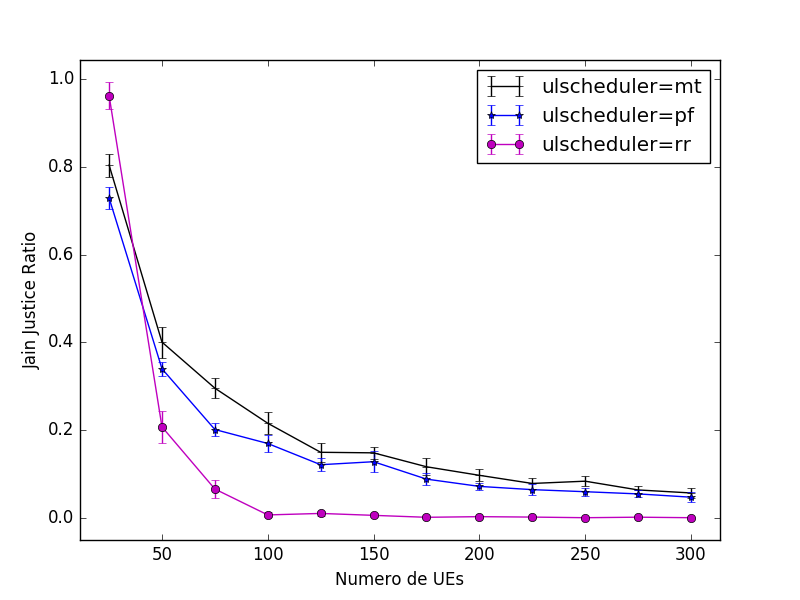 ulscheduler=mt
ulscheduler=pf
ulscheduler=rr
1.0
0.8
0.6
0.4
0.2
0.0
Jain Justice Ratio
50 100 150 200 250 300
Numero de UEs